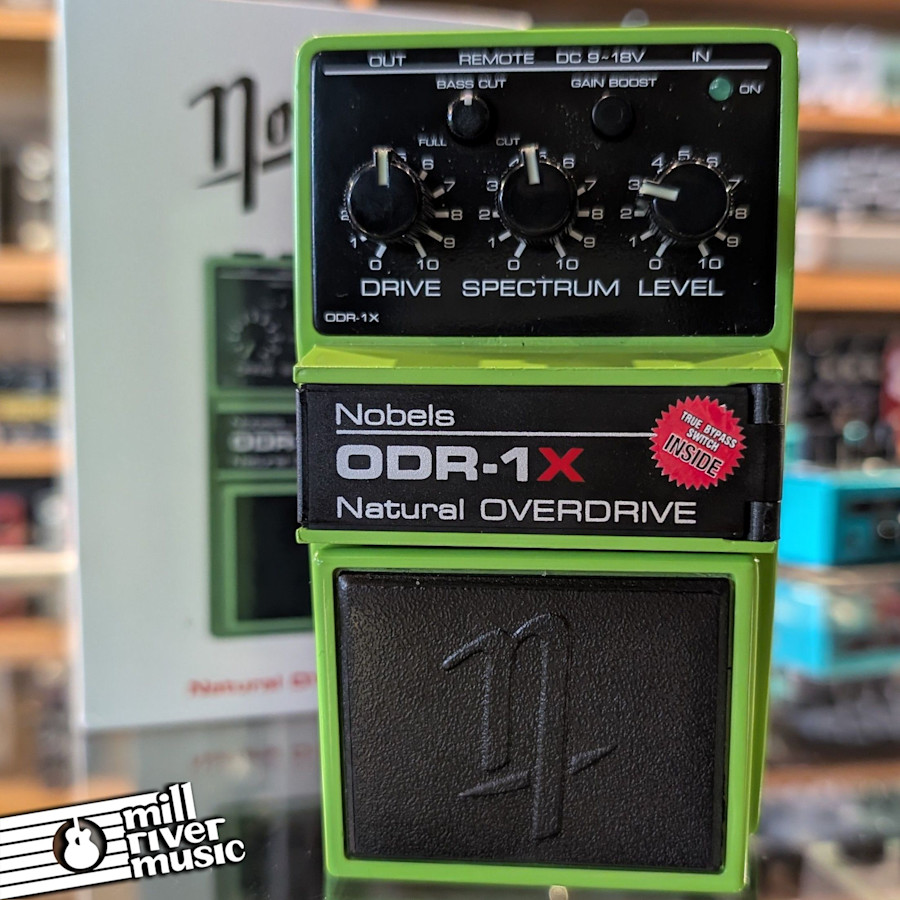 OUT REMOTE DC 9~18V IN
BASS CUT GAIN BOOST ON
FULL CUT
5 6 7 8 9 10 0 1 2
2 3 5 6 7 8 9 10 0 1
2 3 4 5 6 7 8 9 10 0 1
DRIVE SPECTRUM LEVEL
ODR-1X
Nobels
ODR-1X
Natural OVERDRIVE
TRUE BYPASS
SWITCH
INSIDE
No
ODR
Natural
mill
river
music